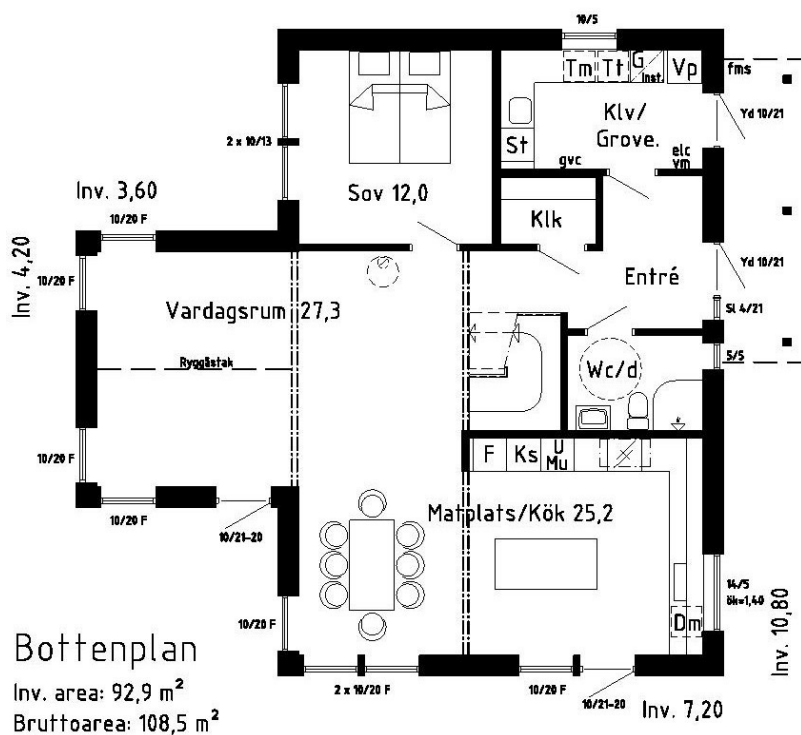 10/5
Tm
Tt
G
inst.
Vp
fms
Yd 10/21
2 x 10/13
St
Klv/
Grove.
gvc
elc
vm
Inv. 3,60
Sov 12,0
10/20 F
Klk
Inv. 4,20
10/20 F
Entré
Yd 10/21
Vardagsrum 27,3
Sl 4/21
Ryggåstak
5/5
Wc/d
10/20 F
F
Ks
U
Mu
10/20 F
10/21-20
Matplats/Kök 25,2
14/5
ök=1,40
10/20 F
Dm
Inv. 10,80
Bottenplan
Inv. area: 92,9 m²
Bruttoarea: 108,5 m²
2 x 10/20 F
10/20 F
10/21-20
Inv. 7,20